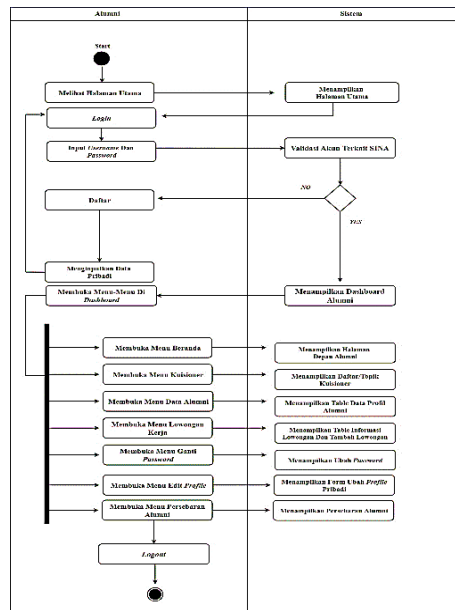 Alumni
Sistem
Start
Melihat Halaman Utama
Menampilkan
Halaman Utama
Login
Input Username Dan
Password
Validasi Akun Terkait SINA
NO
Daftar
YES
Menginputkan Data
Pribadi
Membuka Menu-Menu Di
Dashboard
Menampilkan Dashboard
Alumni
Membuka Menu Beranda
Menampilkan Halaman
Depan Alumni
Membuka Menu Kuisioner
Menampilkan Daftar/Topik
Kuisioner
Membuka Menu Data Alumni
Menampilkan Table Data Profil
Alumni
Membuka Menu Lowongan
Kerja
Menampilkan Table Informasi
Lowongan Dan Tambah Lowongan
Membuka Menu Ganti
Password
Menampilkan Ubah Password
Membuka Menu Edit Profile
Menampilkan Form Ubah Profile
Pribadi
Membuka Menu Persebaran
Alumni
Menampilkan Persebaran Alumni
Logout